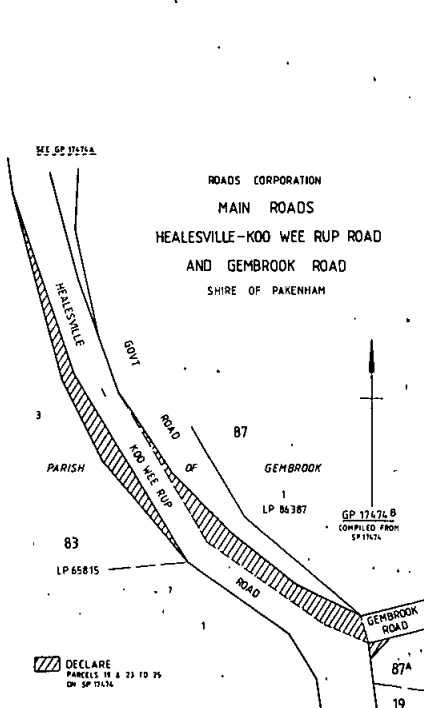 SEE GP 17474A
ROADS CORPORATION
MAIN ROADS
HEALESVILLE-KOO WEE RUP ROAD
AND GEMBROOK ROAD
SHIRE OF PAKENHAM
HEALESVILLE
GOVT
ROAD
87
3
KOO WEE RUP
PARISH
OF
GEMBROOK
1
LP 86387
GP 17474B
COMPILED FROM
SP 17474
83
LP 65815
2
1
ROAD
GEMBROOK
ROAD
87A
19
DECLARE
PARCELS 19 & 23 TO 25
ON SP 17474